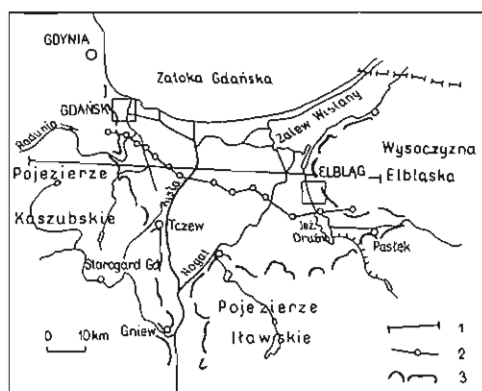 GDYNIA
Zatoka Gdańska
GDAŃSK
Zalew Wiślany
Radunia
Wysoczyzna
Elbląska
ELBLĄG
Pojezierze
Kaszubskie
Wisła
Tczew
Jez.
Druzno
Pasłęk
Starogard Gd.
Nogat
Gniew
Pojezierze
Iławskie
0 10km
1
2
3